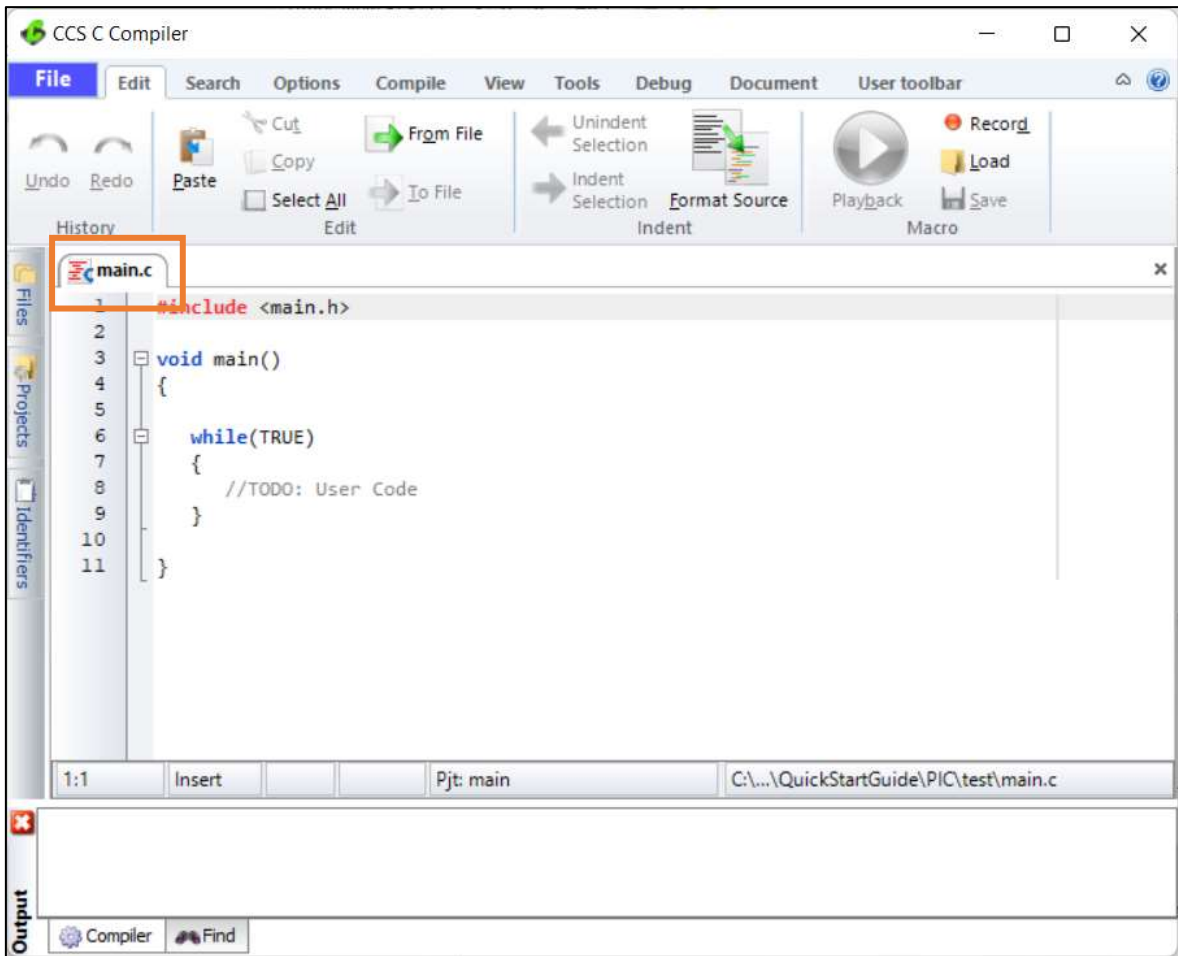 CCS C Compiler
File Edit Search Options Compile View Tools Debug Document User toolbar
Undo Redo
History
Paste
Cut
Copy
Select All
From File
To File
Edit
Unindent
Selection
Indent
Selection
Format Source
Indent
Playback
Record
Load
Save
Macro
Files
Projects
Identifiers
main.c
1 #include <main.h>
2
3 void main()
4 {
5
6 while(TRUE)
7 {
8 //TODO: User Code
9 }
10
11 }
1:1 Insert Pjt: main C:\...\QuickStartGuide\PIC\test\main.c
Output
Compiler Find